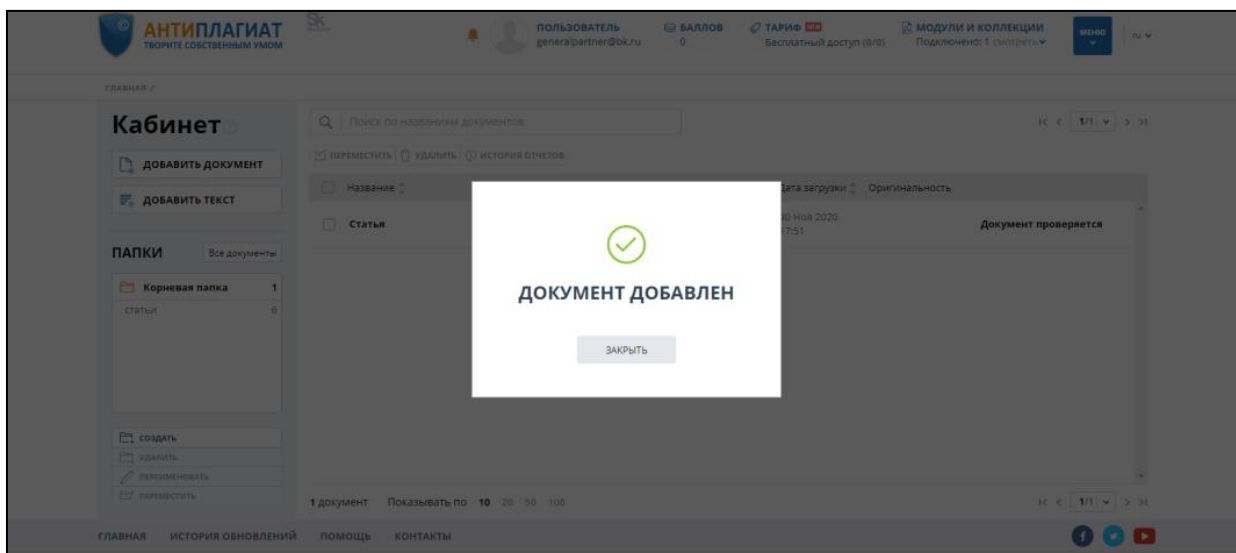 АНТИПЛАГИАТ
ТВОРИТЕ СОБСТВЕННЫМ УМОМ
Sk
ПОЛЬЗОВАТЕЛЬ
generalpartner@bk.ru
БАЛЛОВ
0
ТАРИФ
Бесплатный доступ (0/0)
МОДУЛИ И КОЛЛЕКЦИИ
Подключено: 1 смотреть
МЕНЮ
ru
ГЛАВНАЯ /
Кабинет
Поиск по названиям документов
1/1
ДОБАВИТЬ ДОКУМЕНТ
ПЕРЕМЕСТИТЬ УДАЛИТЬ ИСТОРИЯ ОТЧЕТОВ
Название
Дата загрузки
Оригинальность
ДОБАВИТЬ ТЕКСТ
Статья
30 Ноя 2020
17:51
Документ проверяется
ПАПКИ
Все документы
Корневая папка 1
статьи 6
ДОКУМЕНТ ДОБАВЛЕН
ЗАКРЫТЬ
СОЗДАТЬ
УДАЛИТЬ
ПЕРЕИМЕНОВАТЬ
ПЕРЕМЕСТИТЬ
1 документ Показывать по 10 20 50 100
1/1
ГЛАВНАЯ ИСТОРИЯ ОБНОВЛЕНИЙ ПОМОЩЬ КОНТАКТЫ